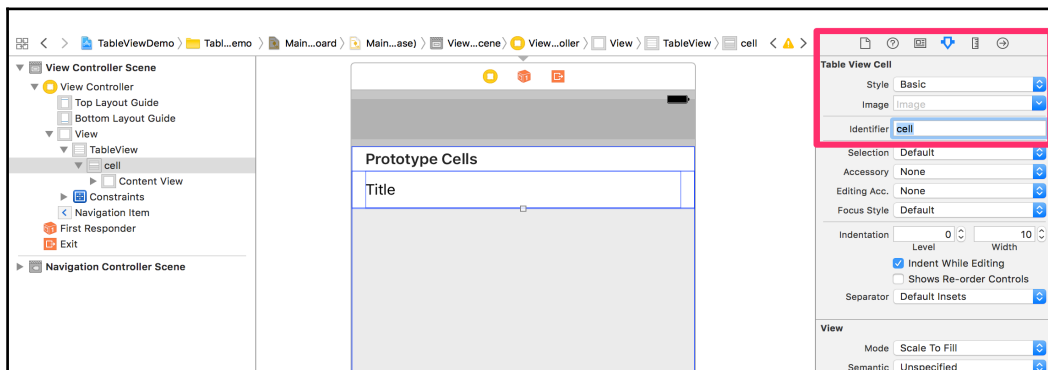 TableViewDemo Tabl...emo Main...oard Main...ase) View...cene View...oller View TableView cell
View Controller Scene
View Controller
Top Layout Guide
Bottom Layout Guide
View
TableView
cell
Content View
Constraints
Navigation Item
First Responder
Exit
Navigation Controller Scene
Prototype Cells
Title
Table View Cell
Style Basic
Image Image
Identifier cell
Selection Default
Accessory None
Editing Acc. None
Focus Style Default
Indentation 0 10
Level Width
Indent While Editing
Shows Re-order Controls
Separator Default Insets
View
Mode Scale To Fill
Semantic Unspecified